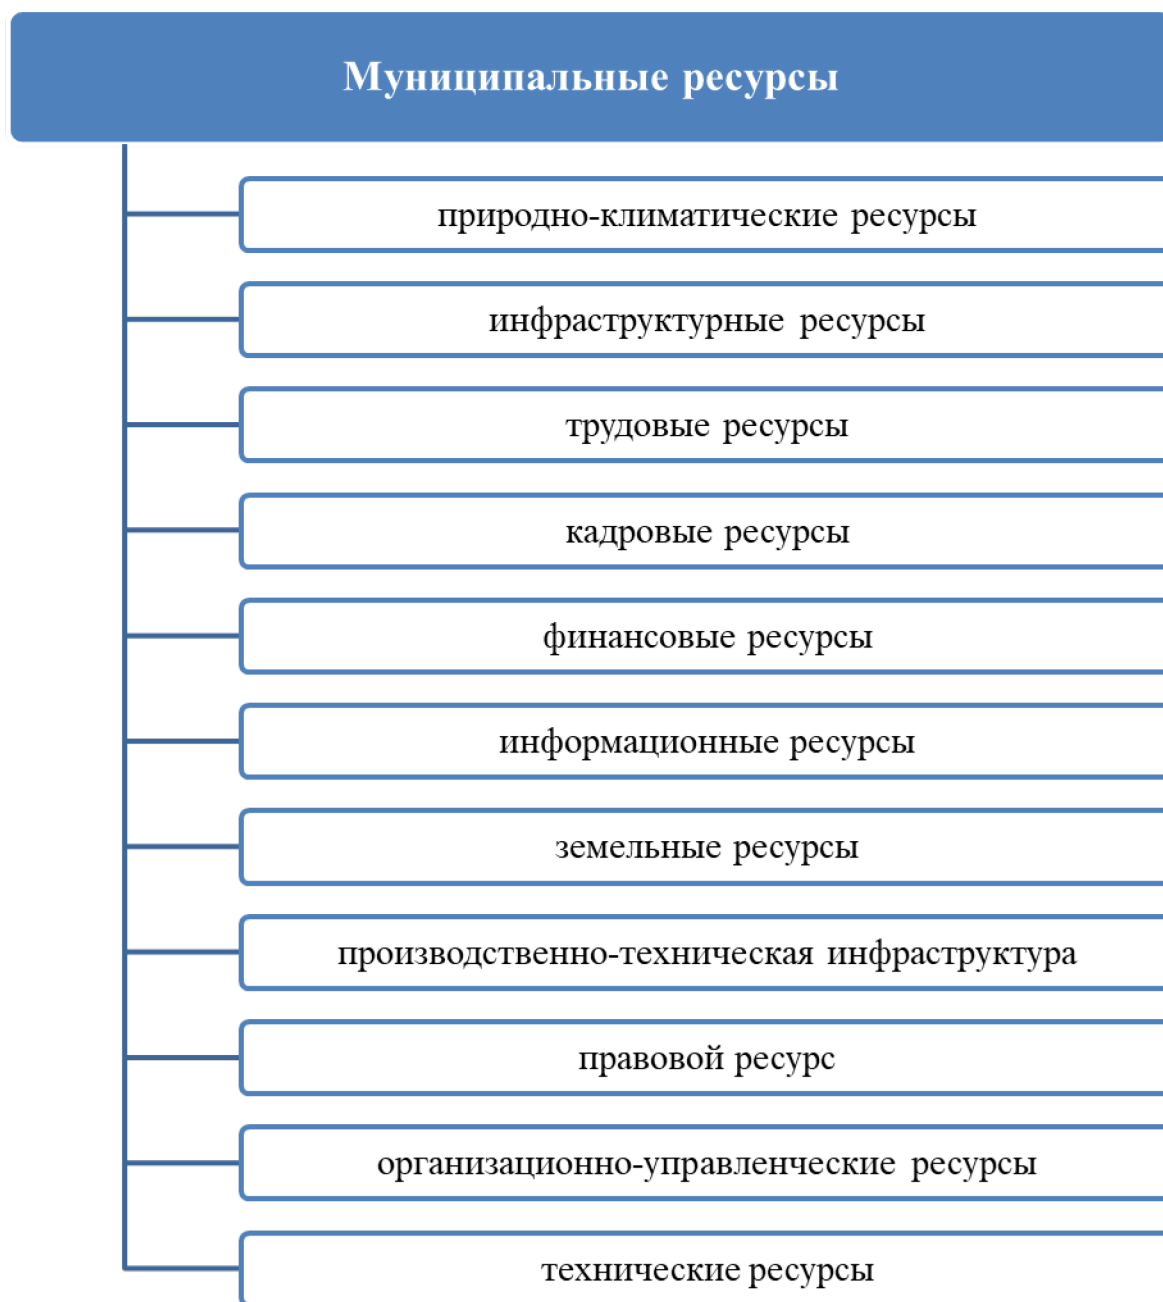 Муниципальные ресурсы
природно-климатические ресурсы
инфраструктурные ресурсы
трудовые ресурсы
кадровые ресурсы
финансовые ресурсы
информационные ресурсы
земельные ресурсы
производственно-техническая инфраструктура
правовой ресурс
организационно-управленческие ресурсы
технические ресурсы